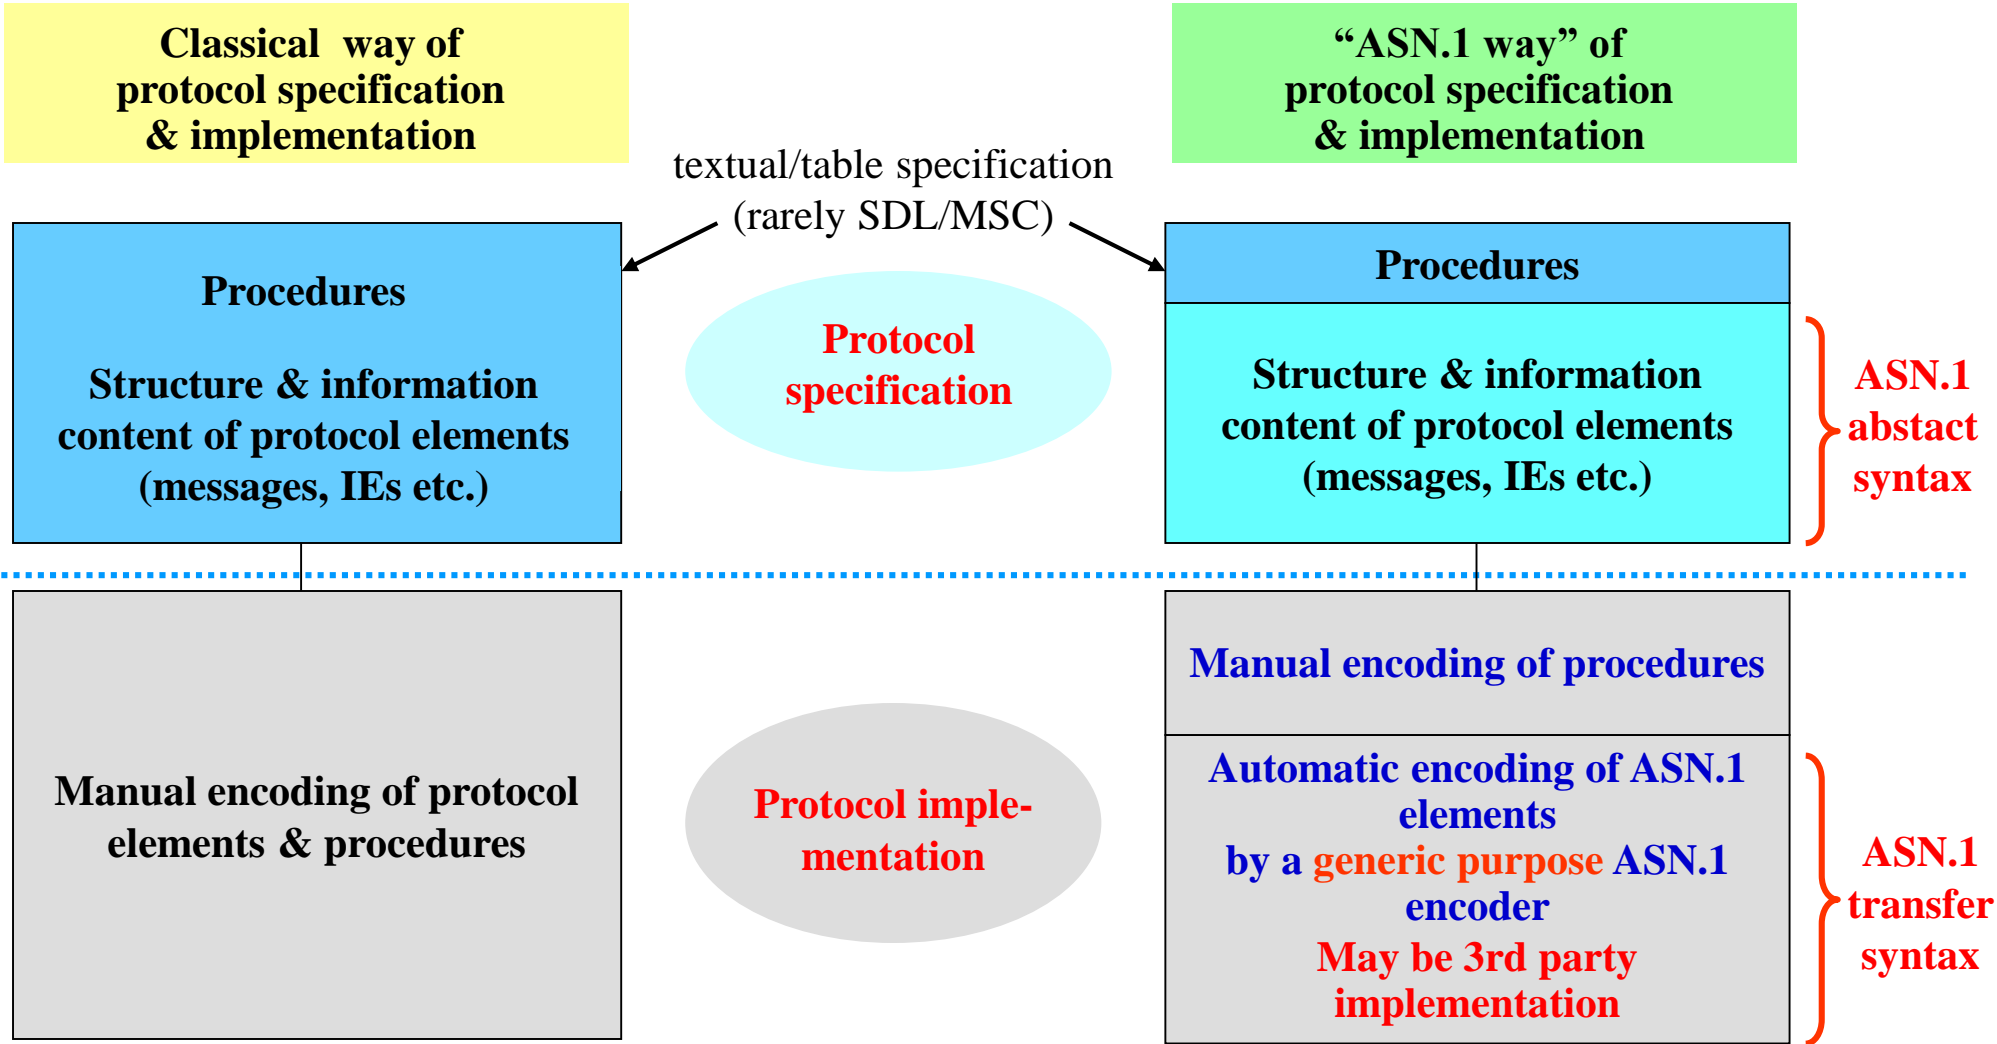 Classical way of
protocol specification
& implementation
“ASN.1 way” of
protocol specification
& implementation
textual/table specification
(rarely SDL/MSC)
Procedures
Structure & information
content of protocol elements
(messages, IEs etc.)
Protocol
specification
Procedures
Structure & information
content of protocol elements
(messages, IEs etc.)
ASN.1
abstact
syntax
Manual encoding of protocol
elements & procedures
Protocol imple-
mentation
Manual encoding of procedures
Automatic encoding of ASN.1
elements
by a generic purpose ASN.1
encoder
May be 3rd party
implementation
ASN.1
transfer
syntax